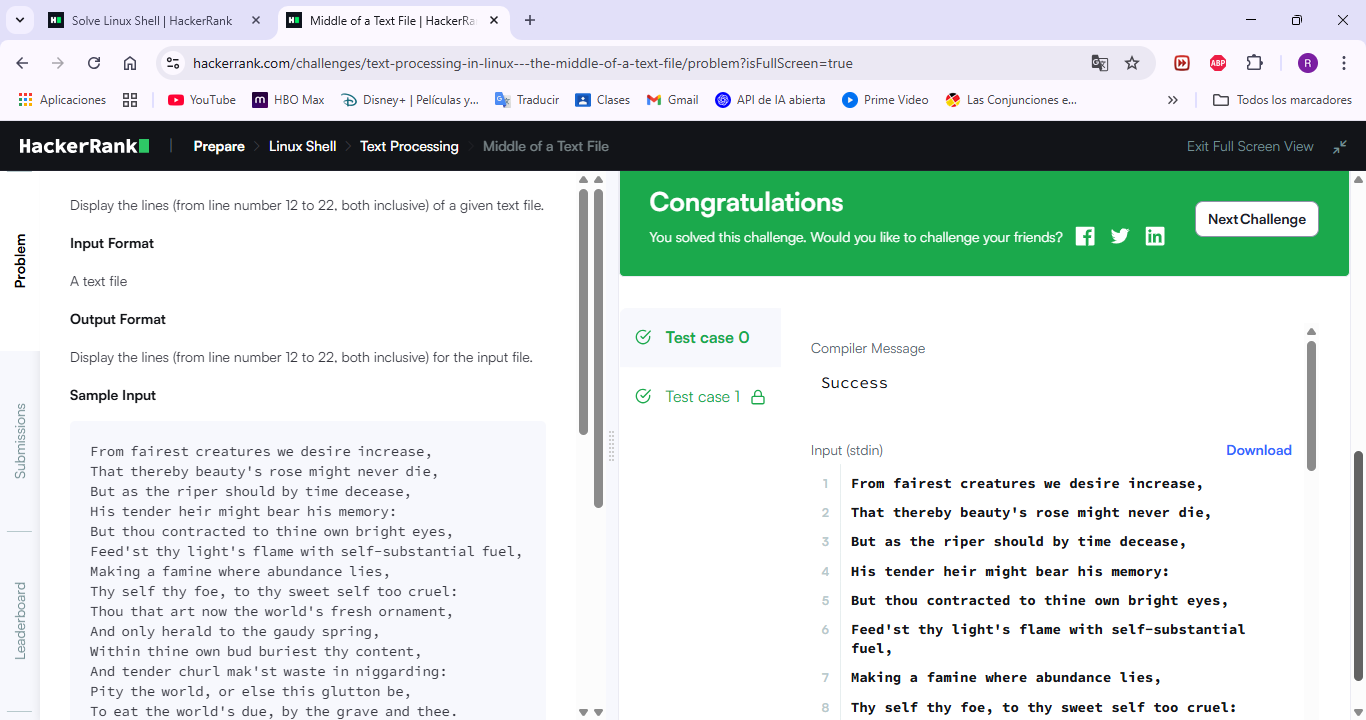 Solve Linux Shell | HackerRank
Middle of a Text File | HackerRa
hackerrank.com/challenges/text-processing-in-linux---the-middle-of-a-text-file/problem?isFullScreen=true
ABP
R
Aplicaciones
YouTube
HBO Max
Disney+ | Películas y...
Traducir
Clases
Gmail
API de IA abierta
Prime Video
Las Conjunciones e...
Todos los marcadores
HackerRank
Prepare
Linux Shell
Text Processing
Middle of a Text File
Exit Full Screen View
Problem
Submissions
Leaderboard
Display the lines (from line number 12 to 22, both inclusive) of a given text file.
Input Format
A text file
Output Format
Display the lines (from line number 12 to 22, both inclusive) for the input file.
Sample Input
From fairest creatures we desire increase,
That thereby beauty's rose might never die,
But as the riper should by time decease,
His tender heir might bear his memory:
But thou contracted to thine own bright eyes,
Feed'st thy light's flame with self-substantial fuel,
Making a famine where abundance lies,
Thy self thy foe, to thy sweet self too cruel:
Thou that art now the world's fresh ornament,
And only herald to the gaudy spring,
Within thine own bud buriest thy content,
And tender churl mak'st waste in niggarding:
Pity the world, or else this glutton be,
To eat the world's due, by the grave and thee.
Congratulations
You solved this challenge. Would you like to challenge your friends?
Next Challenge
Test case 0
Test case 1
Compiler Message
Success
Input (stdin)
Download
1 From fairest creatures we desire increase,
2 That thereby beauty's rose might never die,
3 But as the riper should by time decease,
4 His tender heir might bear his memory:
5 But thou contracted to thine own bright eyes,
6 Feed'st thy light's flame with self-substantial
fuel,
7 Making a famine where abundance lies,
8 Thy self thy foe, to thy sweet self too cruel: